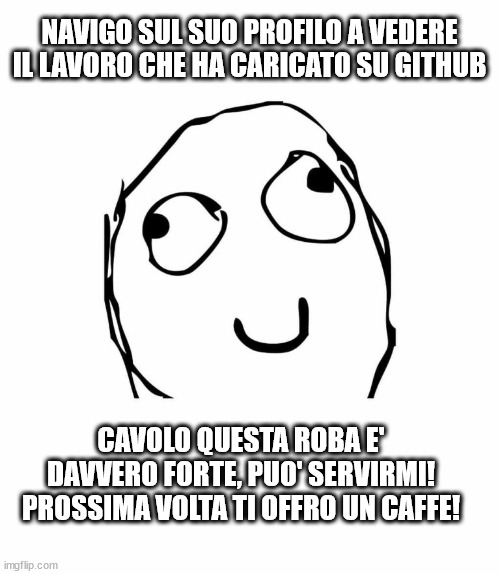 NAVIGO SUL SUO PROFILO A VEDERE
IL LAVORO CHE HA CARICATO SU GITHUB
CAVOLO QUESTA ROBA E'
DAVVERO FORTE, PUO' SERVIRMI!
PROSSIMA VOLTA TI OFFRO UN CAFFE!
imgflip.com